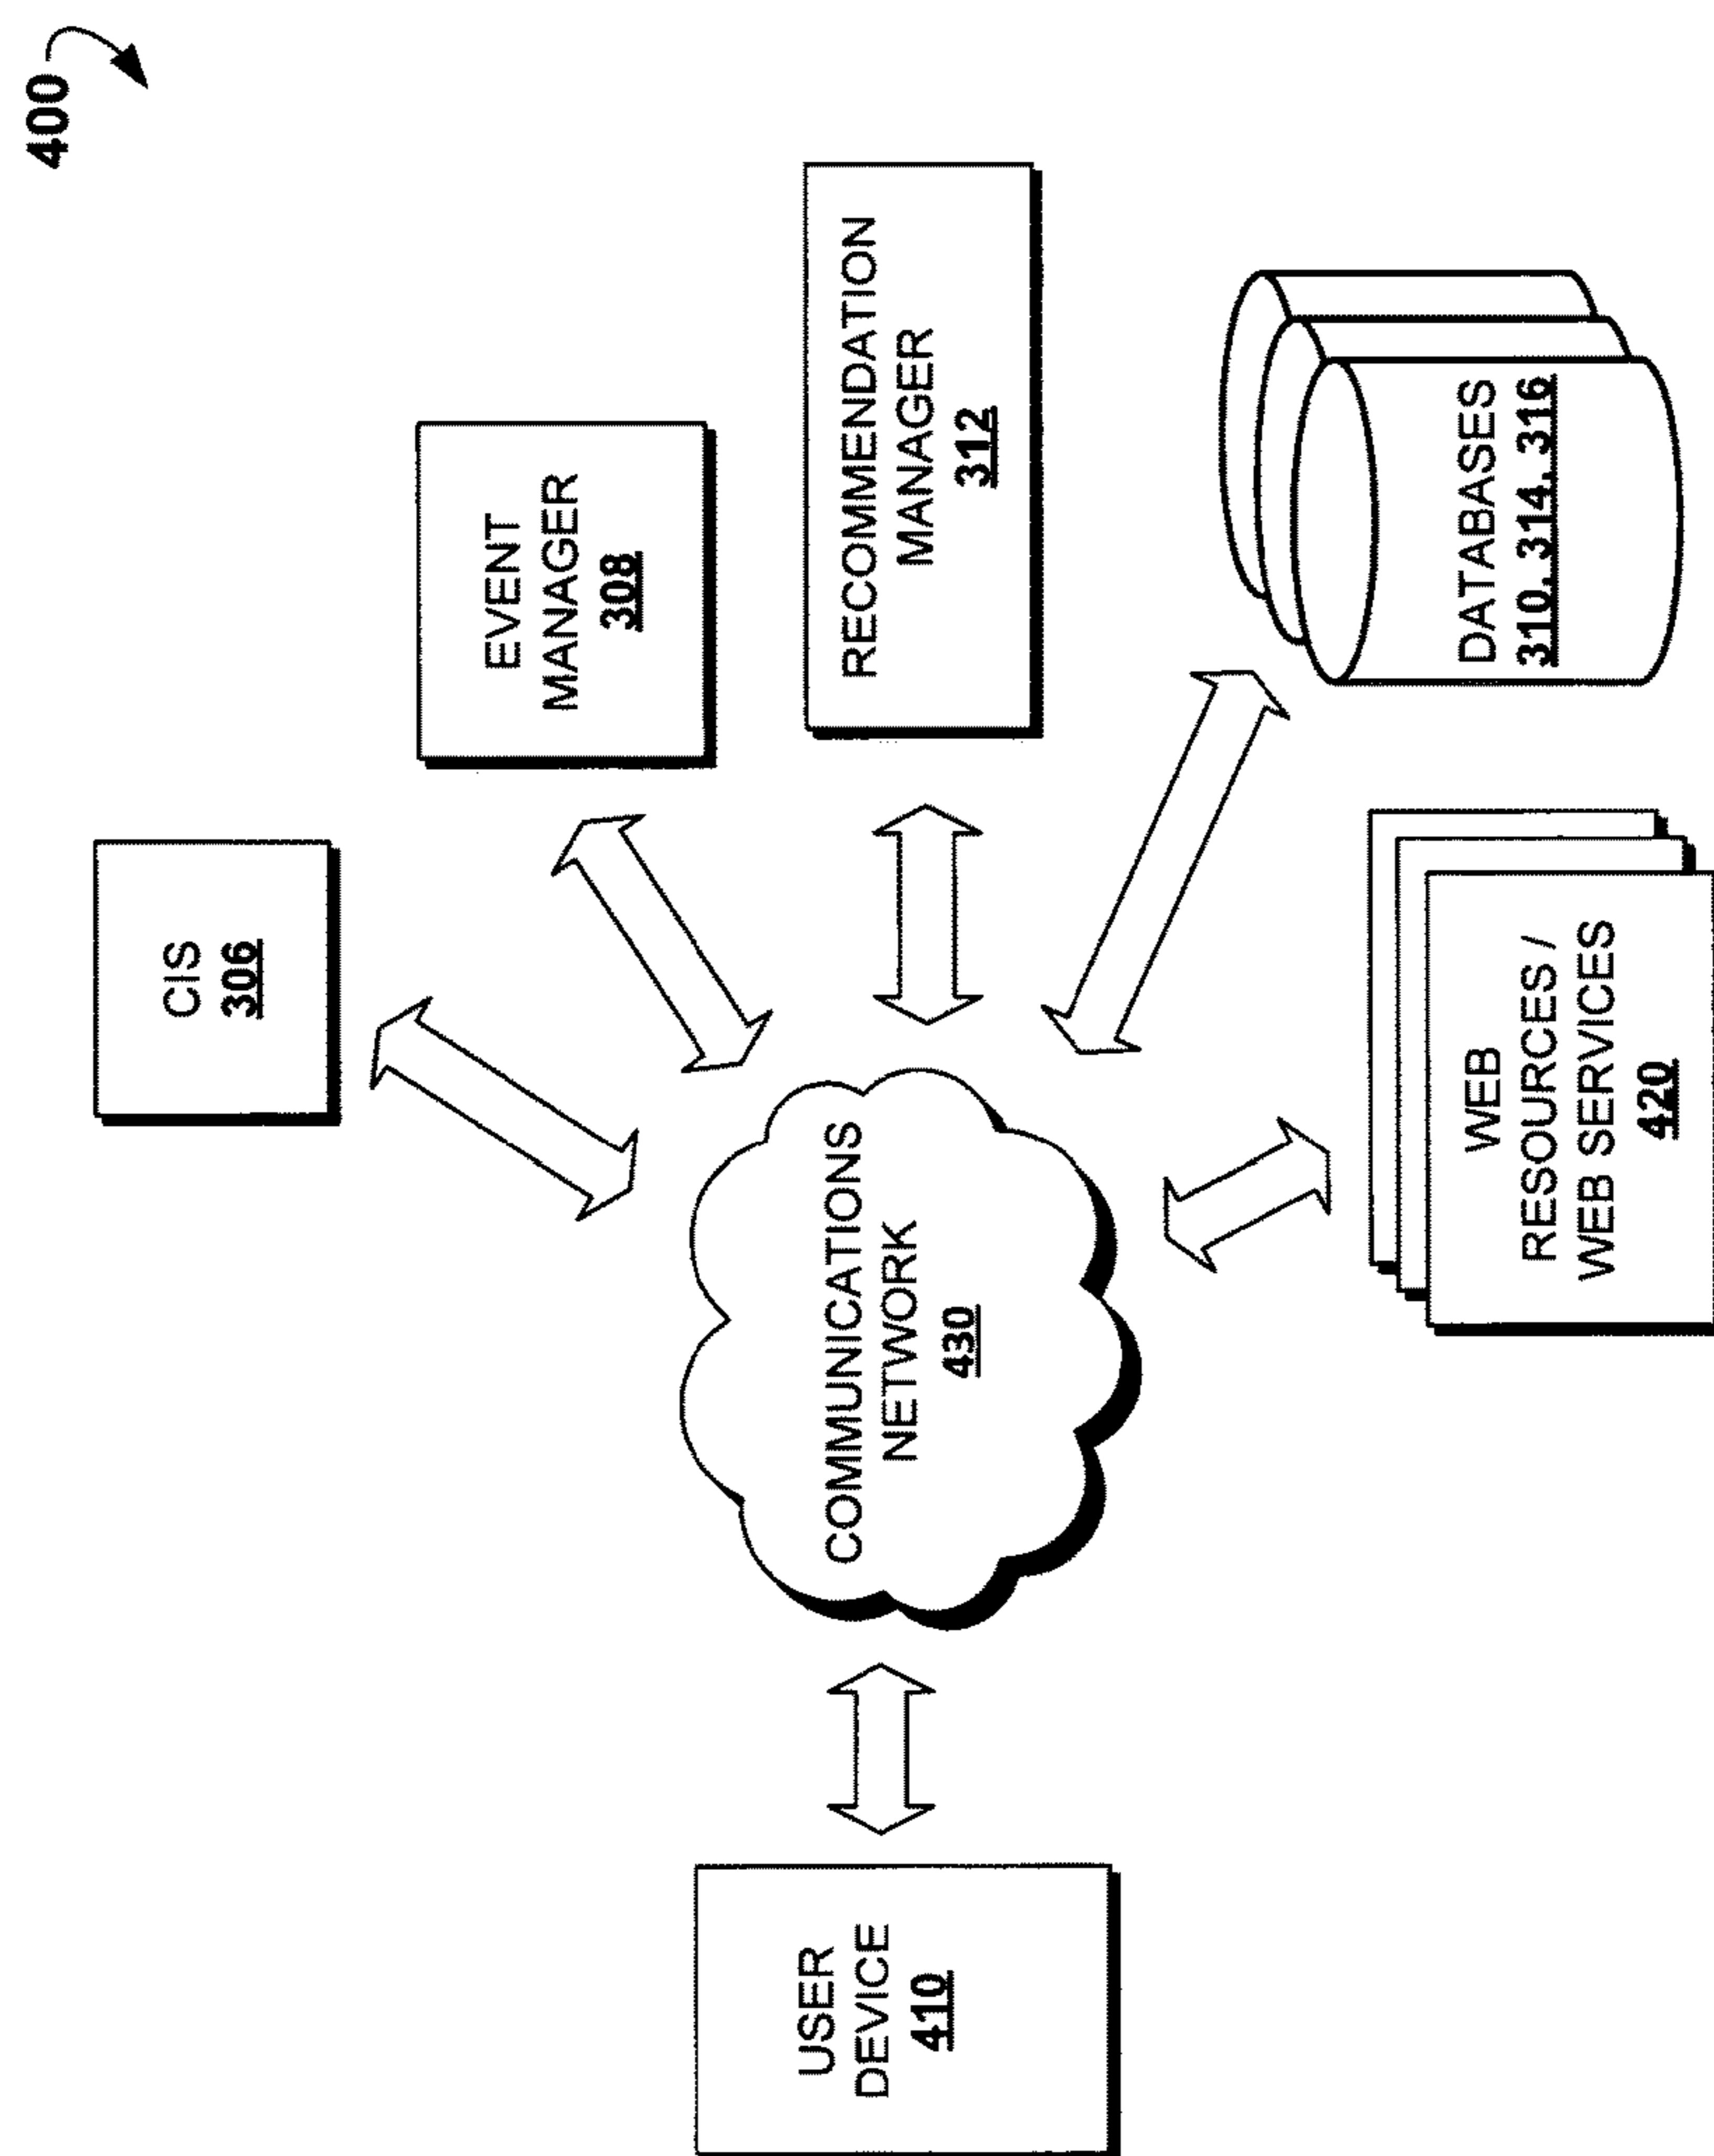 400
CIS
306
EVENT
MANAGER
308
RECOMMENDATION
MANAGER
312
COMMUNICATIONS
NETWORK
430
USER
DEVICE
410
DATABASES
310, 314, 316
WEB
RESOURCES /
WEB SERVICES
420